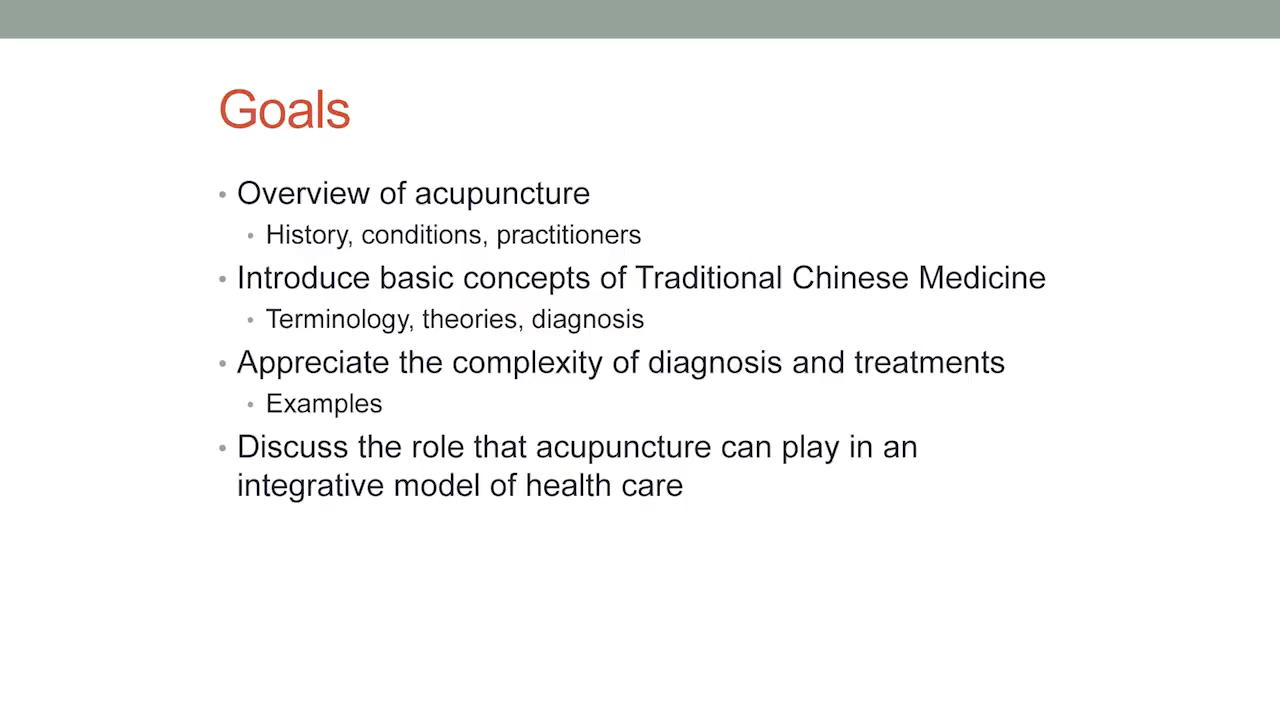 Goals
• Overview of acupuncture
• History, conditions, practitioners
• Introduce basic concepts of Traditional Chinese Medicine
• Terminology, theories, diagnosis
• Appreciate the complexity of diagnosis and treatments
• Examples
• Discuss the role that acupuncture can play in an
integrative model of health care